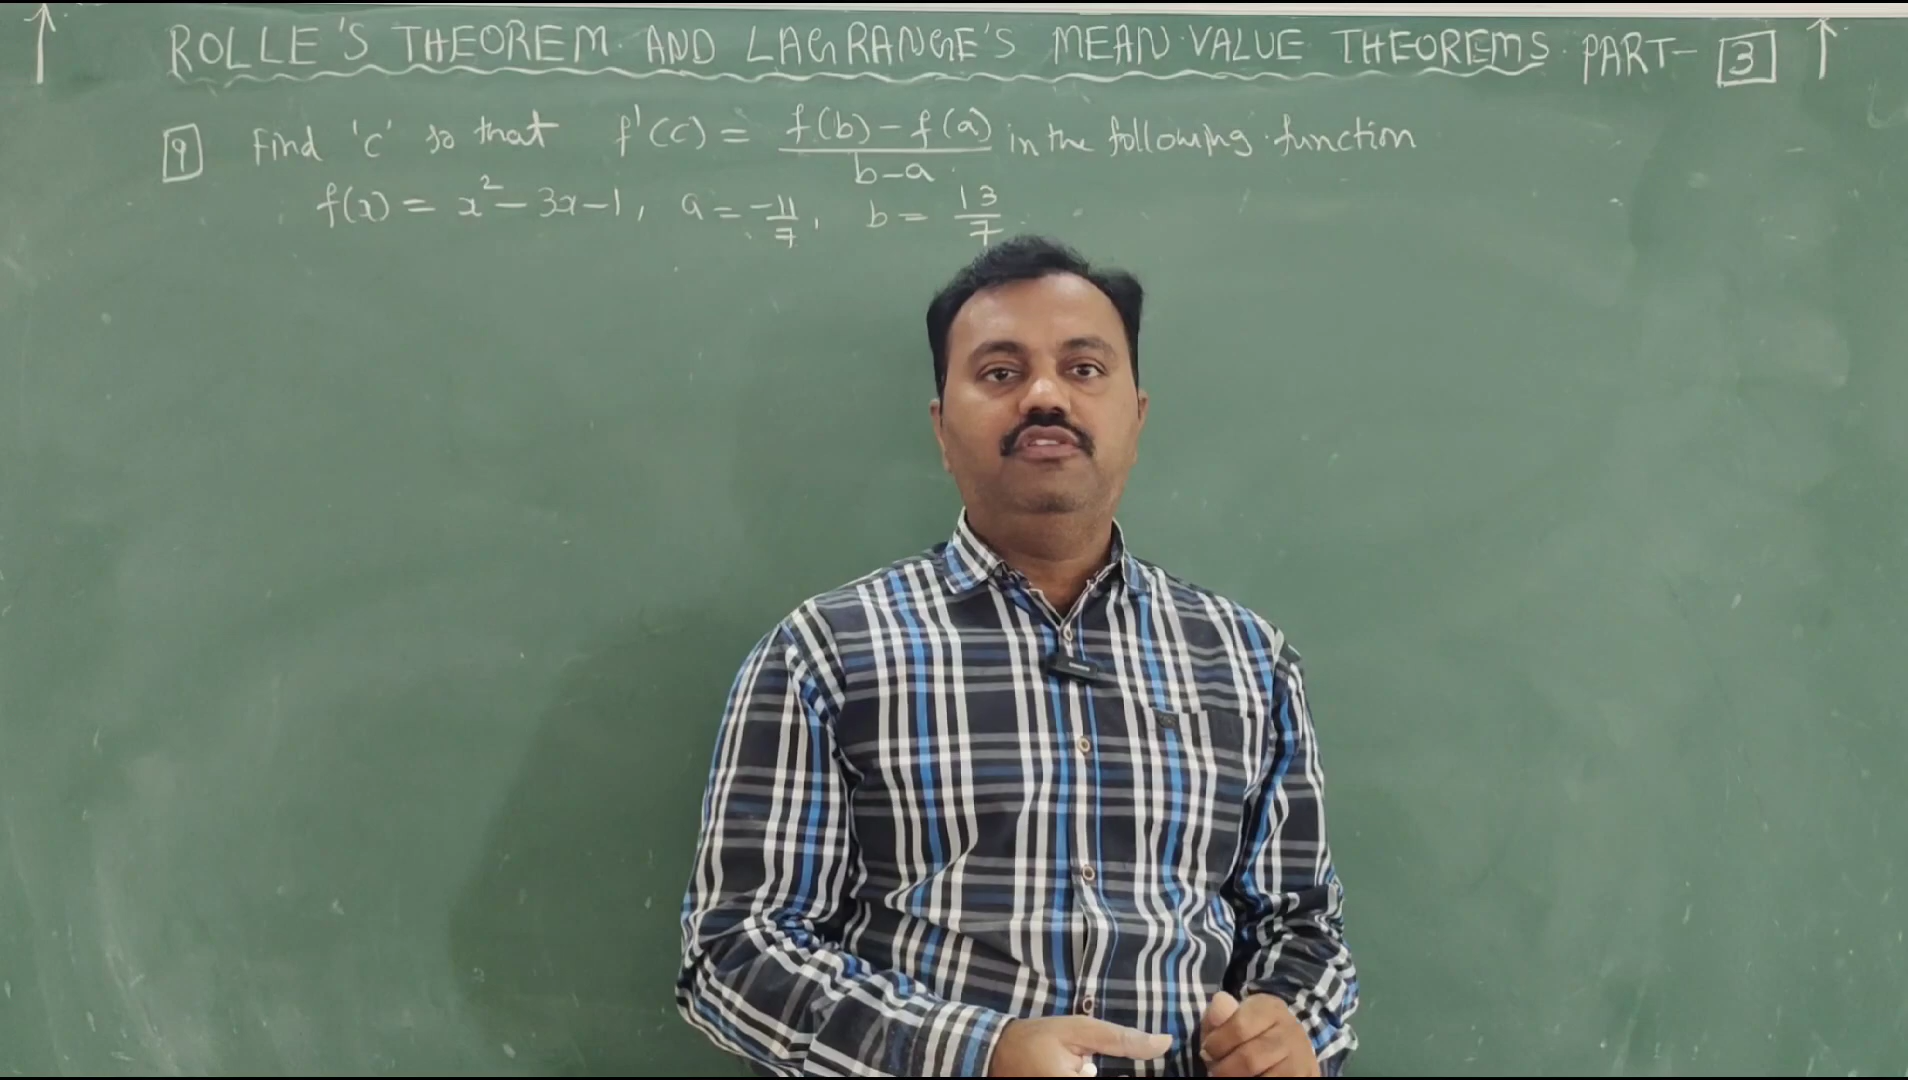 ROLLE'S THEOREM AND LAGRANGE'S MEAN VALUE THEOREMS PART- 3
9 Find 'c' so that f'(c) = f(b)-f(a)/b-a in the following function
f(x) = x²-3x-1, a = -11/7, b = 13/7